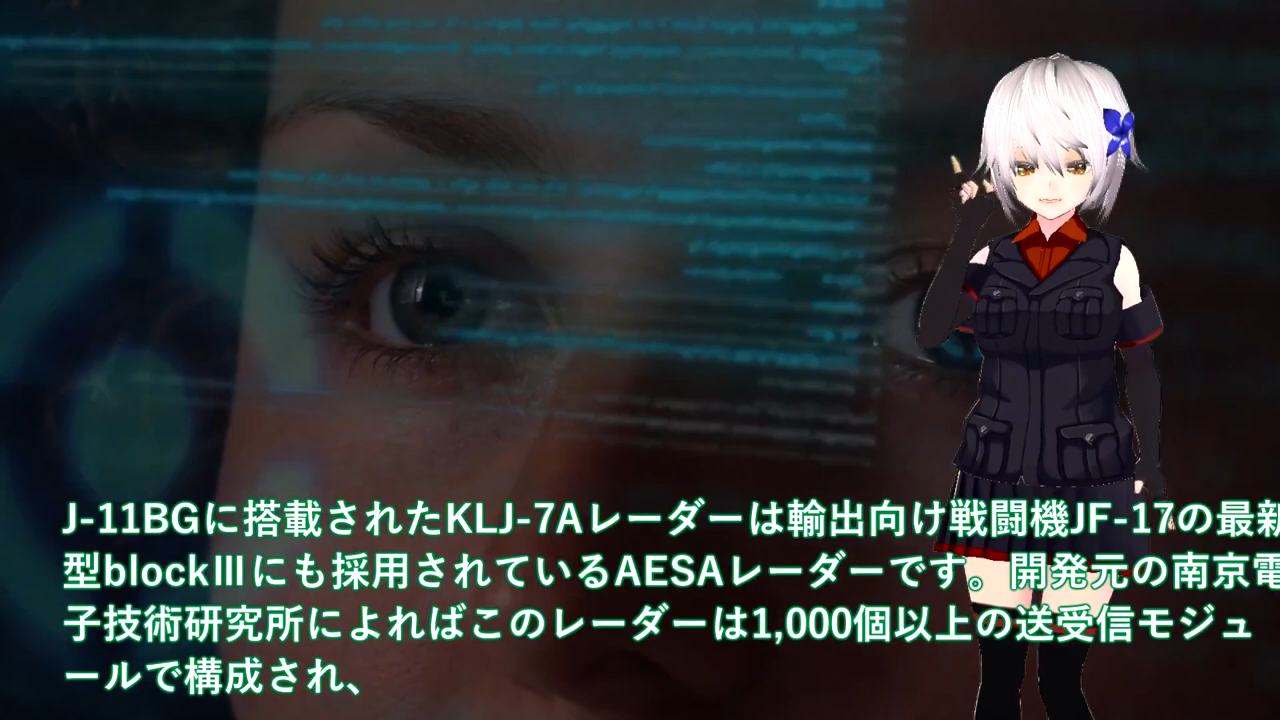 J-11BGに搭載されたKLJ-7Aレーダーは輸出向け戦闘機JF-17の最新
型blockⅢにも採用されているAESAレーダーです。開発元の南京電
子技術研究所によればこのレーダーは1,000個以上の送受信モジュ
ールで構成され、